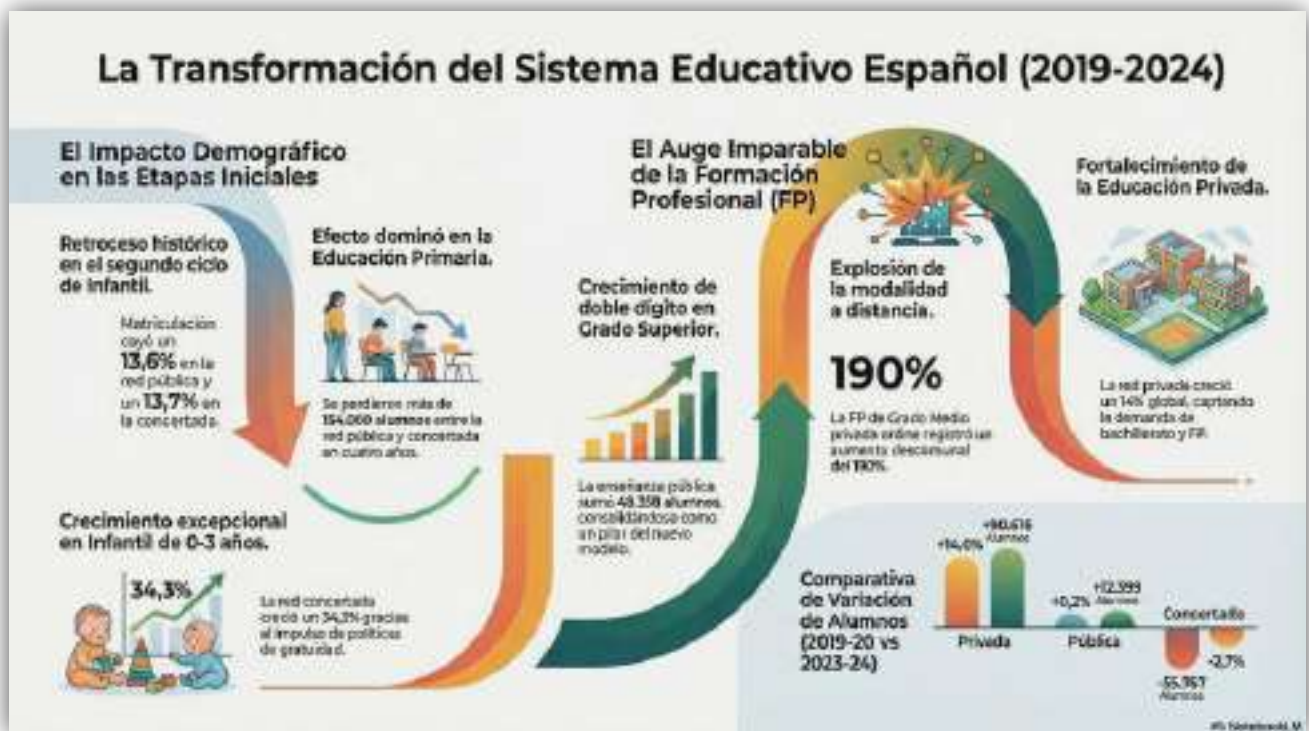 La Transformación del Sistema Educativo Español (2019-2024)
El Impacto Demográfico
en las Etapas Iniciales
Retroceso histórico
en el segundo ciclo
de Infantil.
Matriculación
cayó un
13,6% en la
red pública y
un 13,7% en
la concertada.
Efecto dominó en la
Educación Primaria.
Se perdieron más de
154.000 alumnos entre la
red pública y concertada
en cuatro años.
Crecimiento excepcional
en Infantil de 0-3 años.
34,3%
La red concertada
creció un 34,3% gracias
al impulso de políticas
de gratuidad.
El Auge Imparable
de la Formación
Profesional (FP)
Crecimiento de
doble dígito en
Grado Superior.
La enseñanza pública
sumó alumnos,
consolidándose como
un pilar del nuevo
modelo.
Explosión de
la modalidad
a distancia.
190%
La FP de Grado Medio
privada online registró un
aumento descomunal
del 190%.
Fortalecimiento de
la Educación Privada.
La red privada creció
un 14% global, captando
la demanda de
bachillerato y FP.
Comparativa
de Variación
de Alumnos
(2019-20 vs
2023-24)
+14,0%
Alumnos
Privada
+0,2%
+12.399
Alumnos
Pública
Concertada
Alumnos
-2,7%